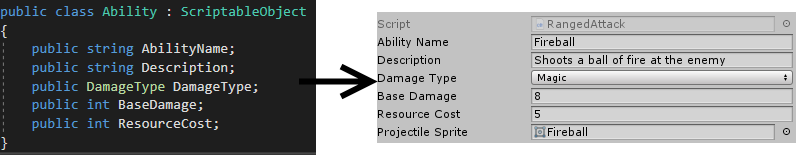 public class Ability : ScriptableObject
{
public string AbilityName;
public string Description;
public DamageType DamageType;
public int BaseDamage;
public int ResourceCost;
}
Script RangedAttack
Ability Name Fireball
Description Shoots a ball of fire at the enemy
Damage Type Magic
Base Damage 8
Resource Cost 5
Projectile Sprite Fireball